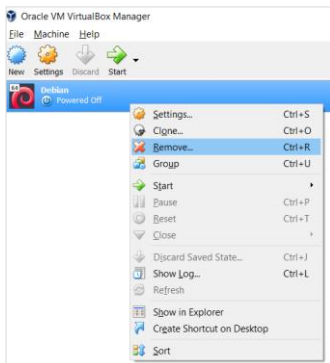 Oracle VM VirtualBox Manager
File Machine Help
New Settings Discard Start
64
Debian
Powered Off
Settings... Ctrl+S
Clone... Ctrl+O
Remove... Ctrl+R
Group Ctrl+U
Start
Pause Ctrl+P
Reset Ctrl+T
Close
Discard Saved State... Ctrl+J
Show Log... Ctrl+L
Refresh
Show in Explorer
Create Shortcut on Desktop
Sort